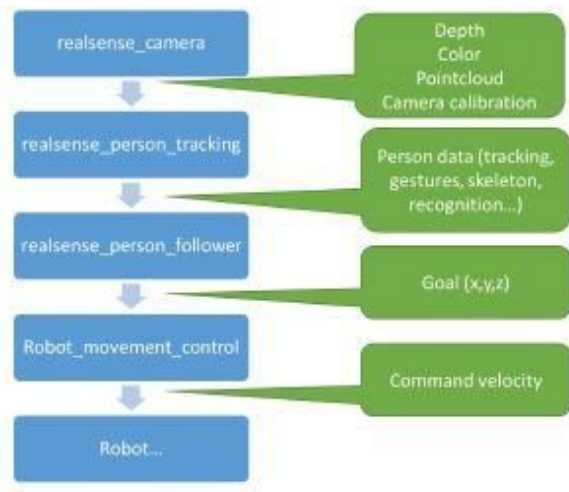 realsense_camera
Depth
Color
Pointcloud
Camera calibration
realsense_person_tracking
Person data (tracking,
gestures, skeleton,
recognition...)
realsense_person_follower
Goal (x,y,z)
Robot_movement_control
Command velocity
Robot...